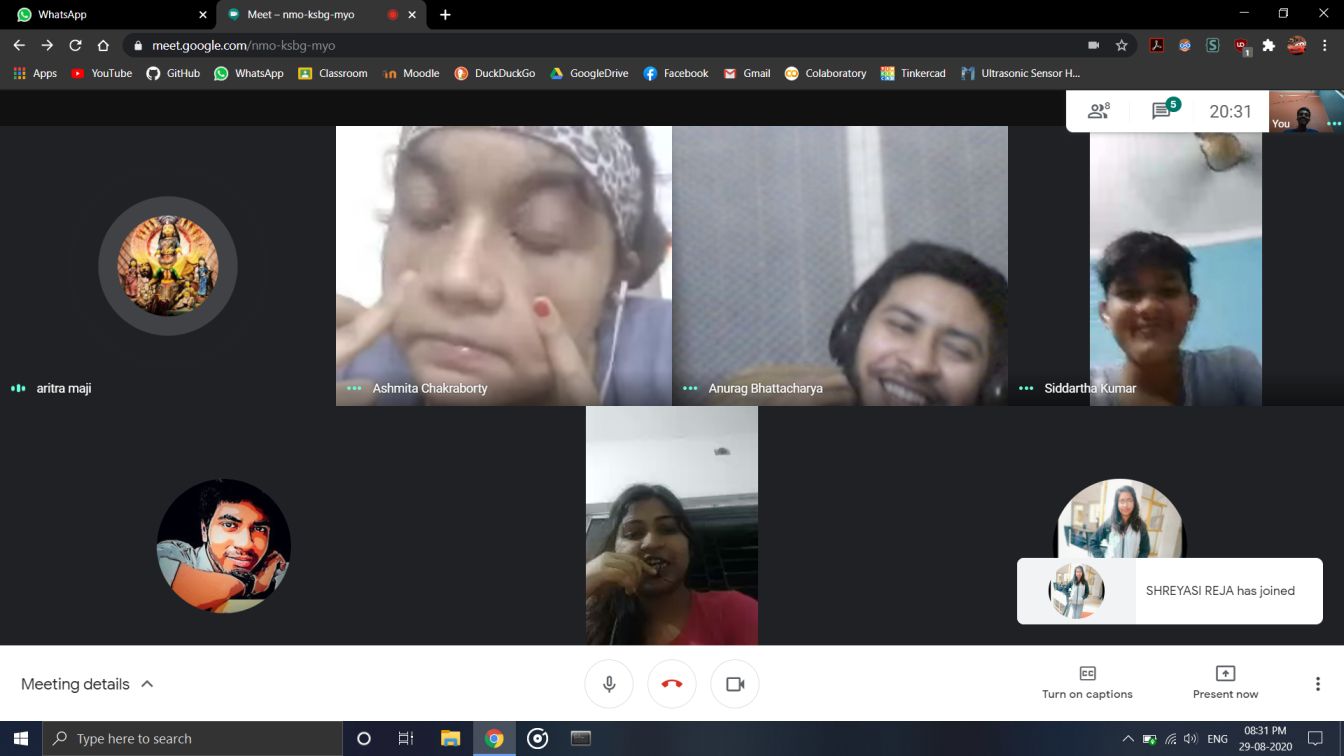 WhatsApp
Meet – nmo-ksbg-myo
meet.google.com/nmo-ksbg-myo
1
Apps YouTube GitHub WhatsApp Classroom Moodle DuckDuckGo GoogleDrive Facebook Gmail Colaboratory Tinkercad Ultrasonic Sensor H...
8 5 20:31 You
aritra maji
Ashmita Chakraborty
Anurag Bhattacharya
Siddartha Kumar
SHREYASI REJA has joined
Meeting details
CC
Turn on captions
Present now
Type here to search
ENG
08:31 PM
29-08-2020